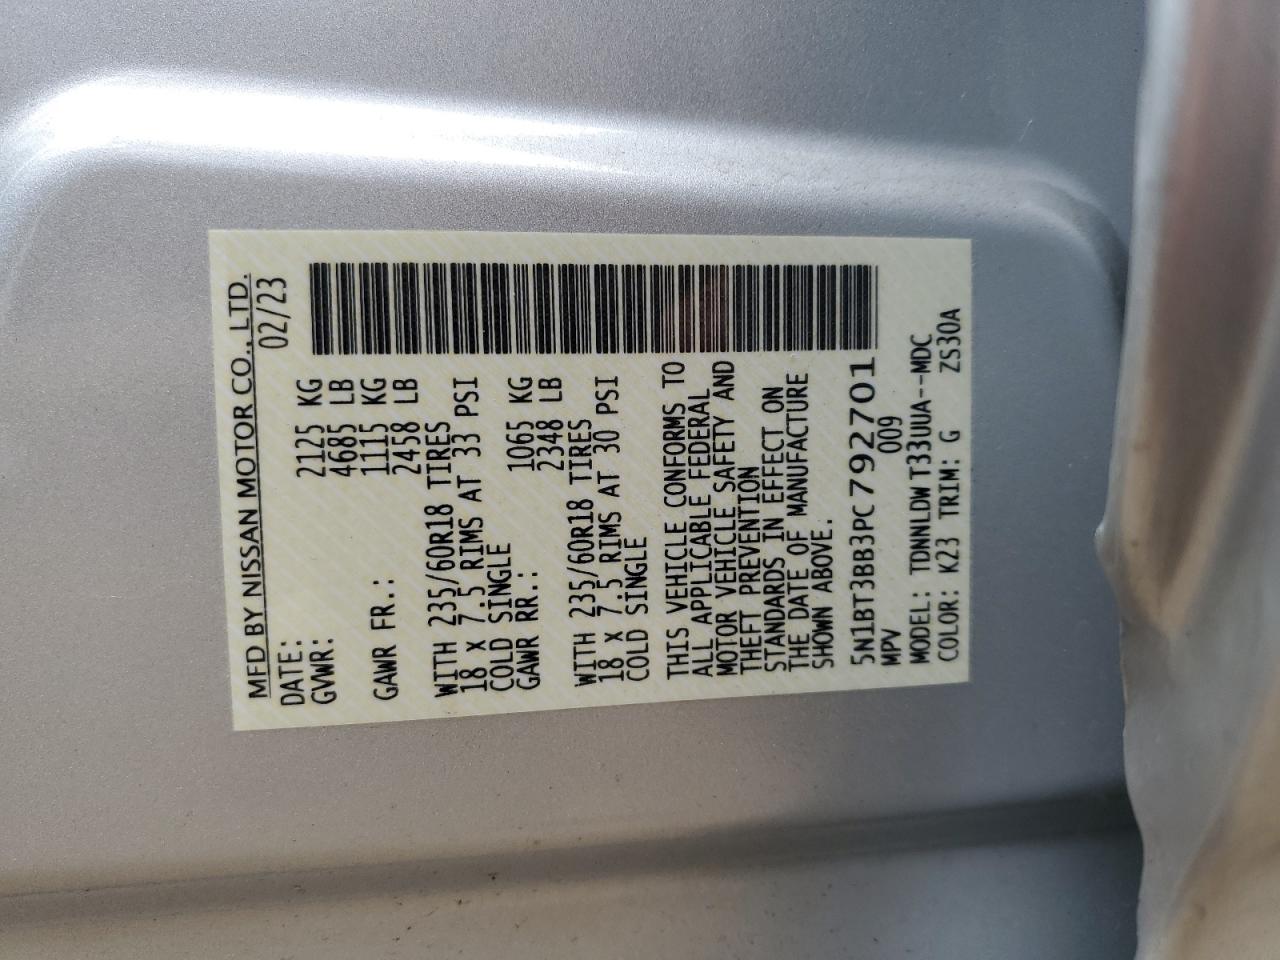 MFD BY NISSAN MOTOR CO., LTD.
DATE: 02/23
GVWR: 2125 KG
4685 LB
GAWR FR.: 1115 KG
2458 LB
WITH 235/60R18 TIRES
18 X 7.5 RIMS AT 33 PSI
COLD SINGLE
GAWR RR.: 1065 KG
2348 LB
WITH 235/60R18 TIRES
18 X 7.5 RIMS AT 30 PSI
COLD SINGLE
THIS VEHICLE CONFORMS TO
ALL APPLICABLE FEDERAL
MOTOR VEHICLE SAFETY AND
THEFT PREVENTION
STANDARDS IN EFFECT ON
THE DATE OF MANUFACTURE
SHOWN ABOVE.
5N1BT3BB3PC792701
MPV 009
MODEL: TDNNLDW T33UUA--MDC
COLOR: K23 TRIM: G ZS30A